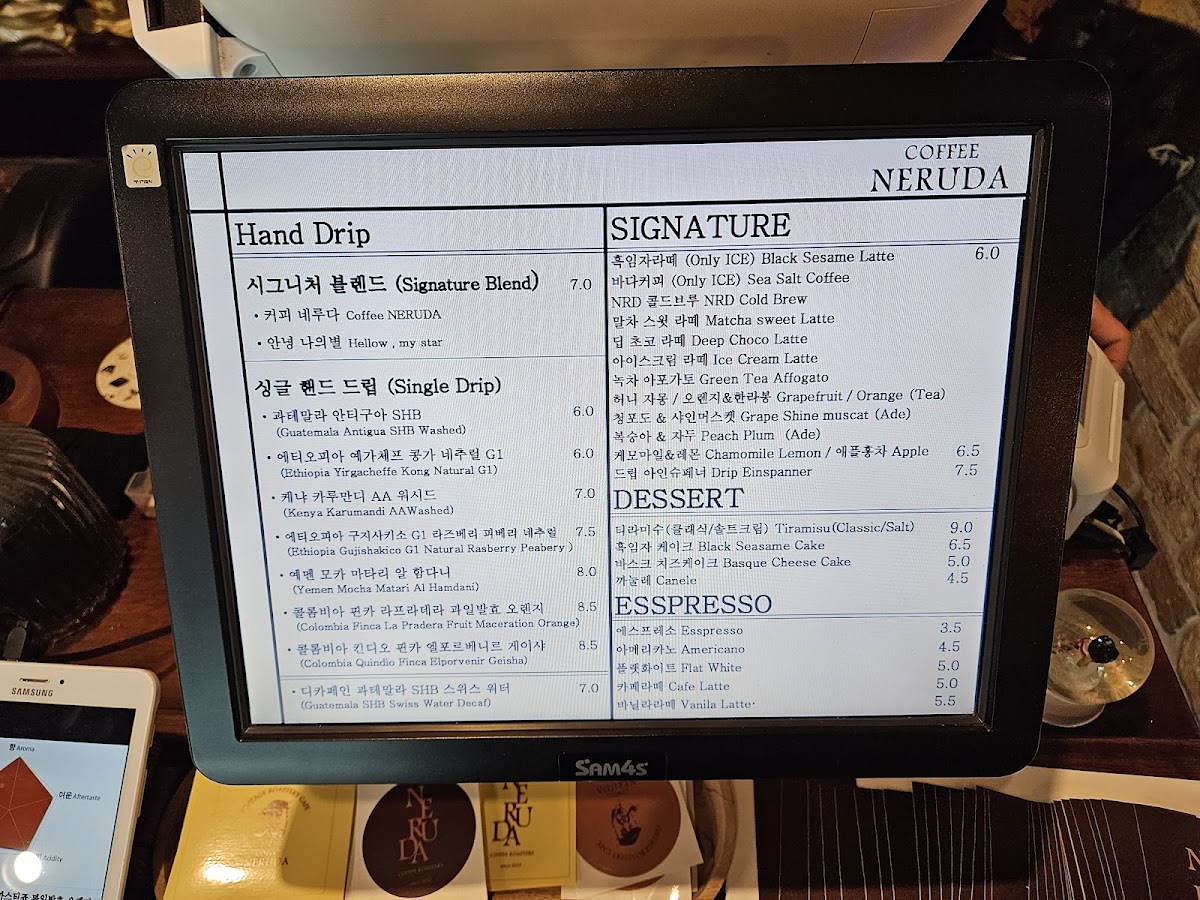 COFFEE
NERUDA
Hand Drip
시그니처 블렌드 (Signature Blend) 7.0
• 커피 네루다 Coffee NERUDA
• 안녕 나의별 Hellow , my star
싱글 핸드 드립 (Single Drip)
• 과테말라 안티구아 SHB 6.0
(Guatemala Antigua SHB Washed)
• 에티오피아 예가체프 콩가 네추럴 G1 6.0
(Ethiopia Yirgacheffe Kong Natural G1)
• 케냐 카루만디 AA 워시드 7.0
(Kenya Karumandi AAWashed)
• 에티오피아 구지사키소 G1 라즈베리 피베리 네추럴 7.5
(Ethiopia Gujishakico G1 Natural Rasberry Peabery )
• 예멘 모카 마타리 알 함다니 8.0
(Yemen Mocha Matari Al Hamdani)
• 콜롬비아 핀카 라프라데라 과일발효 오렌지 8.5
(Colombia Finca La Pradera Fruit Maceration Orange)
• 콜롬비아 킨디오 핀카 엘포르베니르 게이샤 8.5
(Colombia Quindio Finca Elporvenir Geisha)
• 디카페인 과테말라 SHB 스위스 워터 7.0
(Guatemala SHB Swiss Water Decaf)
SIGNATURE
흑임자라떼 (Only ICE) Black Sesame Latte 6.0
바다커피 (Only ICE) Sea Salt Coffee
NRD 콜드브루 NRD Cold Brew
말차 스윗 라떼 Matcha sweet Latte
딥 초코 라떼 Deep Choco Latte
아이스크림 라떼 Ice Cream Latte
녹차 아포가토 Green Tea Affogato
허니 자몽 / 오렌지&한라봉 Grapefruit / Orange (Tea)
청포도 & 샤인머스켓 Grape Shine muscat (Ade)
복숭아 & 자두 Peach Plum (Ade)
케모마일&레몬 Chamomile Lemon / 애플홍차 Apple 6.5
드립 아인슈페너 Drip Einspanner 7.5
DESSERT
티라미수(클래식/솔트크림) Tiramisu(Classic/Salt) 9.0
흑임자 케이크 Black Seasame Cake 6.5
바스크 치즈케이크 Basque Cheese Cake 5.0
까눌레 Canele 4.5
ESSPRESSO
에스프레소 Esspresso 3.5
아메리카노 Americano 4.5
플랫화이트 Flat White 5.0
카페라떼 Cafe Latte 5.0
바닐라라떼 Vanila Latte· 5.5
SAM4S
SAMSUNG
향 Aroma
여운 Aftertaste
Acidity
NERUDA
NERUDA
COFFEE ROASTERS
NERUDA
COFFEE ROASTERS